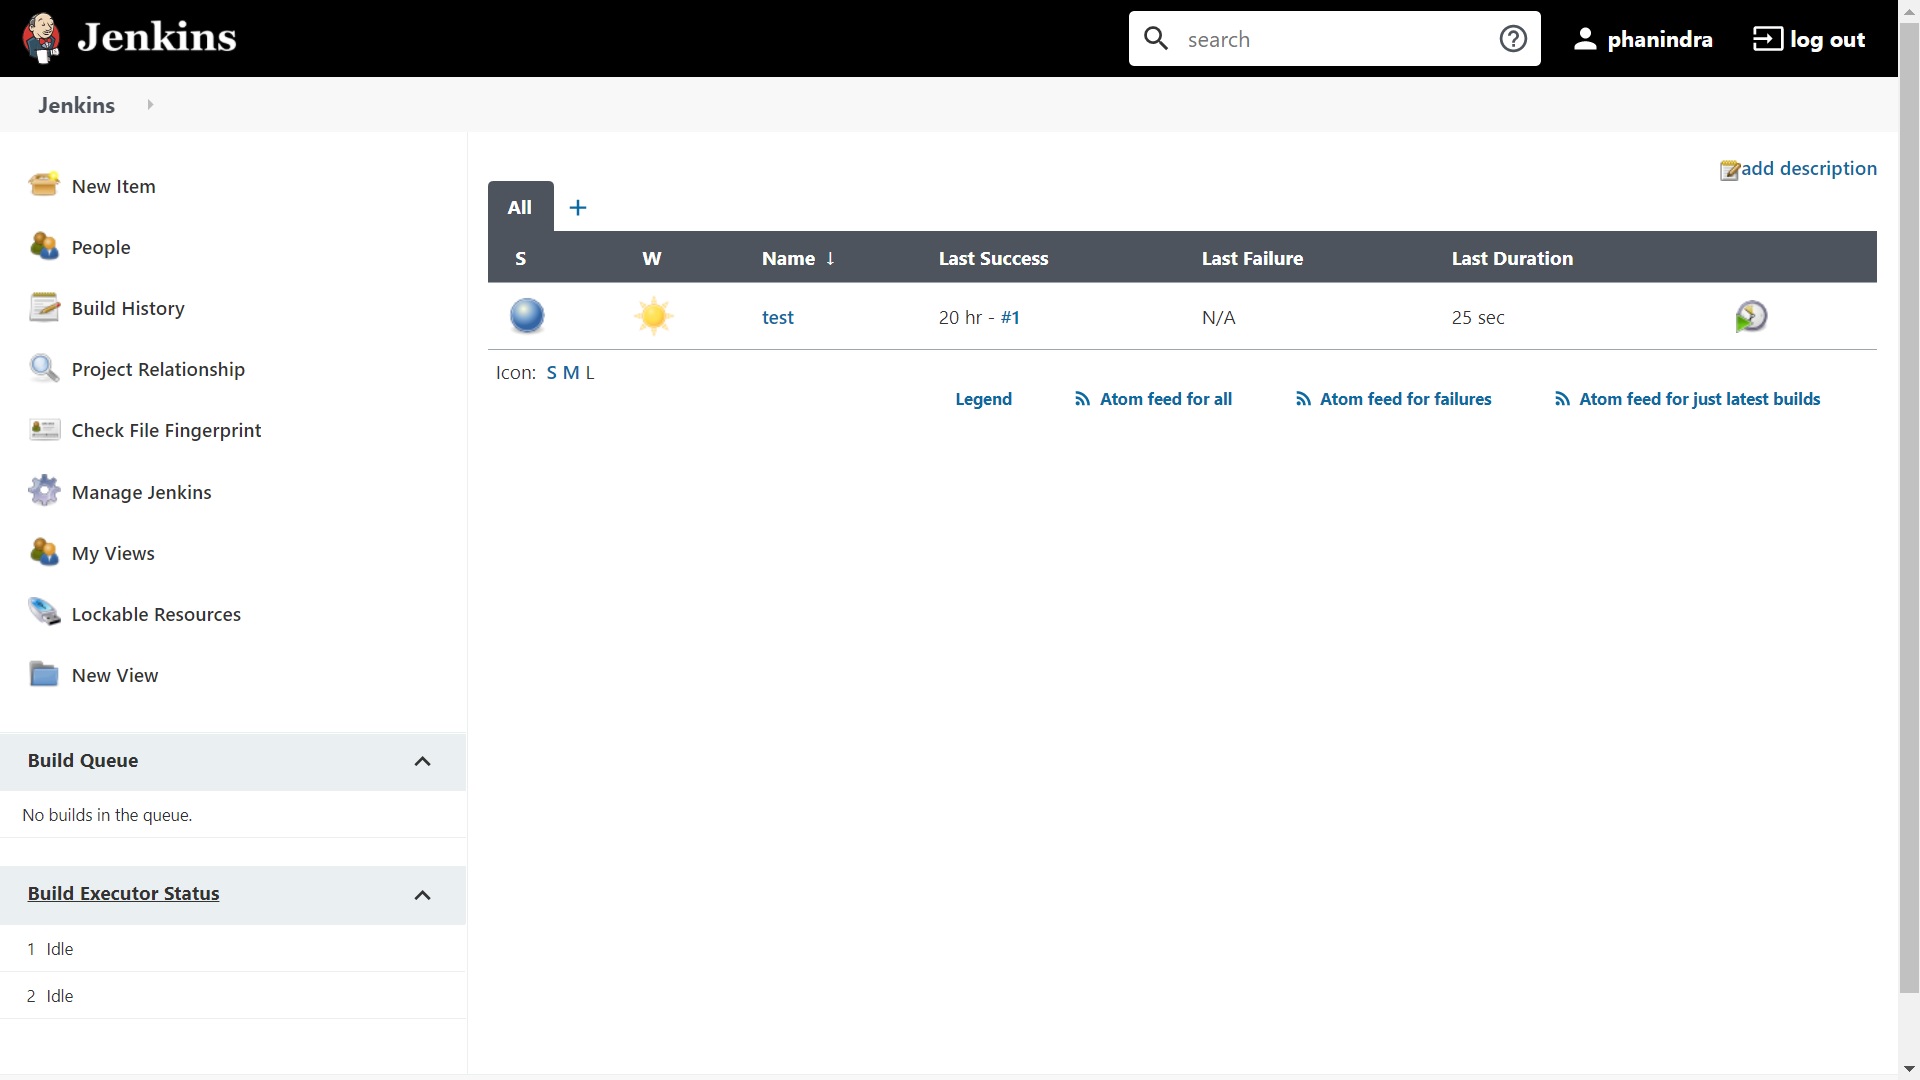 Jenkins
search
phanindra
log out
Jenkins
New Item
People
Build History
Project Relationship
Check File Fingerprint
Manage Jenkins
My Views
Lockable Resources
New View
Build Queue
No builds in the queue.
Build Executor Status
1 Idle
2 Idle
add description
All +
S W Name ↓ Last Success Last Failure Last Duration
test 20 hr - #1 N/A 25 sec
Icon: S M L
Legend Atom feed for all Atom feed for failures Atom feed for just latest builds